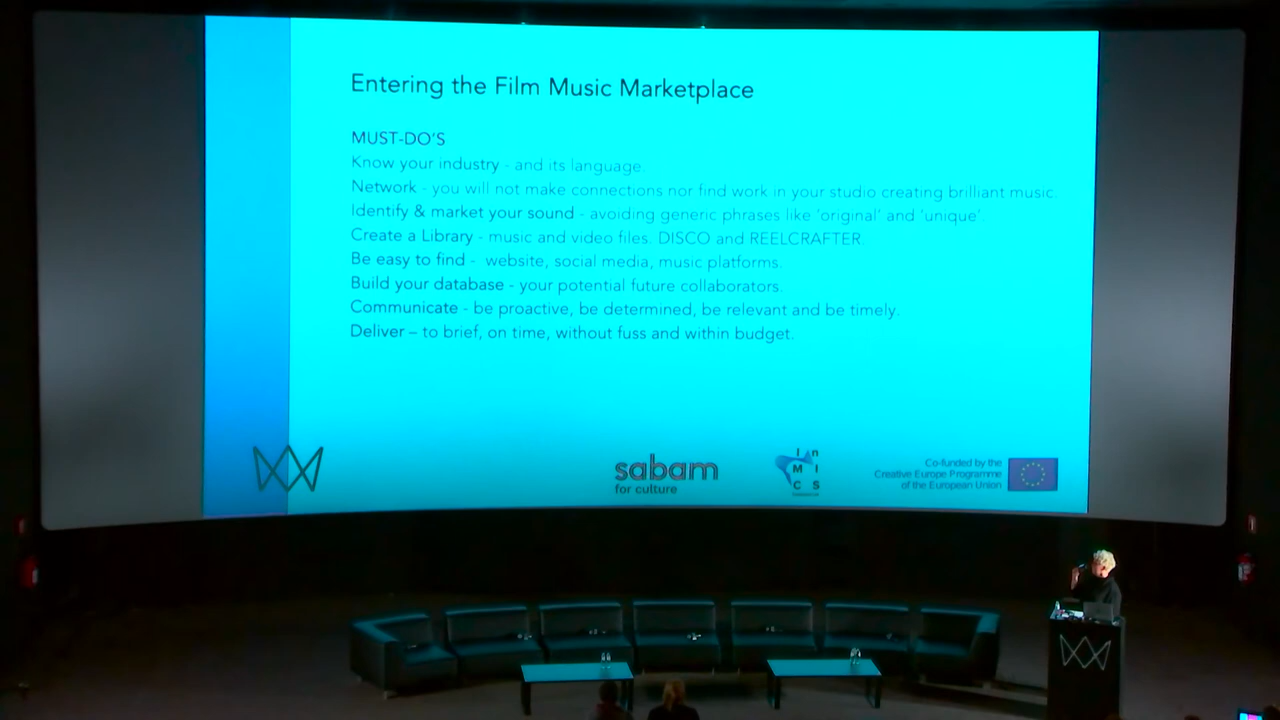 Entering the Film Music Marketplace
MUST-DO'S
Know your industry - and its language.
Network - you will not make connections nor find work in your studio creating brilliant music.
Identify & market your sound - avoiding generic phrases like 'original' and 'unique'.
Create a Library - music and video files. DISCO and REELCRAFTER.
Be easy to find - website, social media, music platforms.
Build your database - your potential future collaborators.
Communicate - be proactive, be determined, be relevant and be timely.
Deliver – to brief, on time, without fuss and within budget.
sabam
for culture
I n
M I
C S
Co-funded by the
Creative Europe Programme
of the European Union